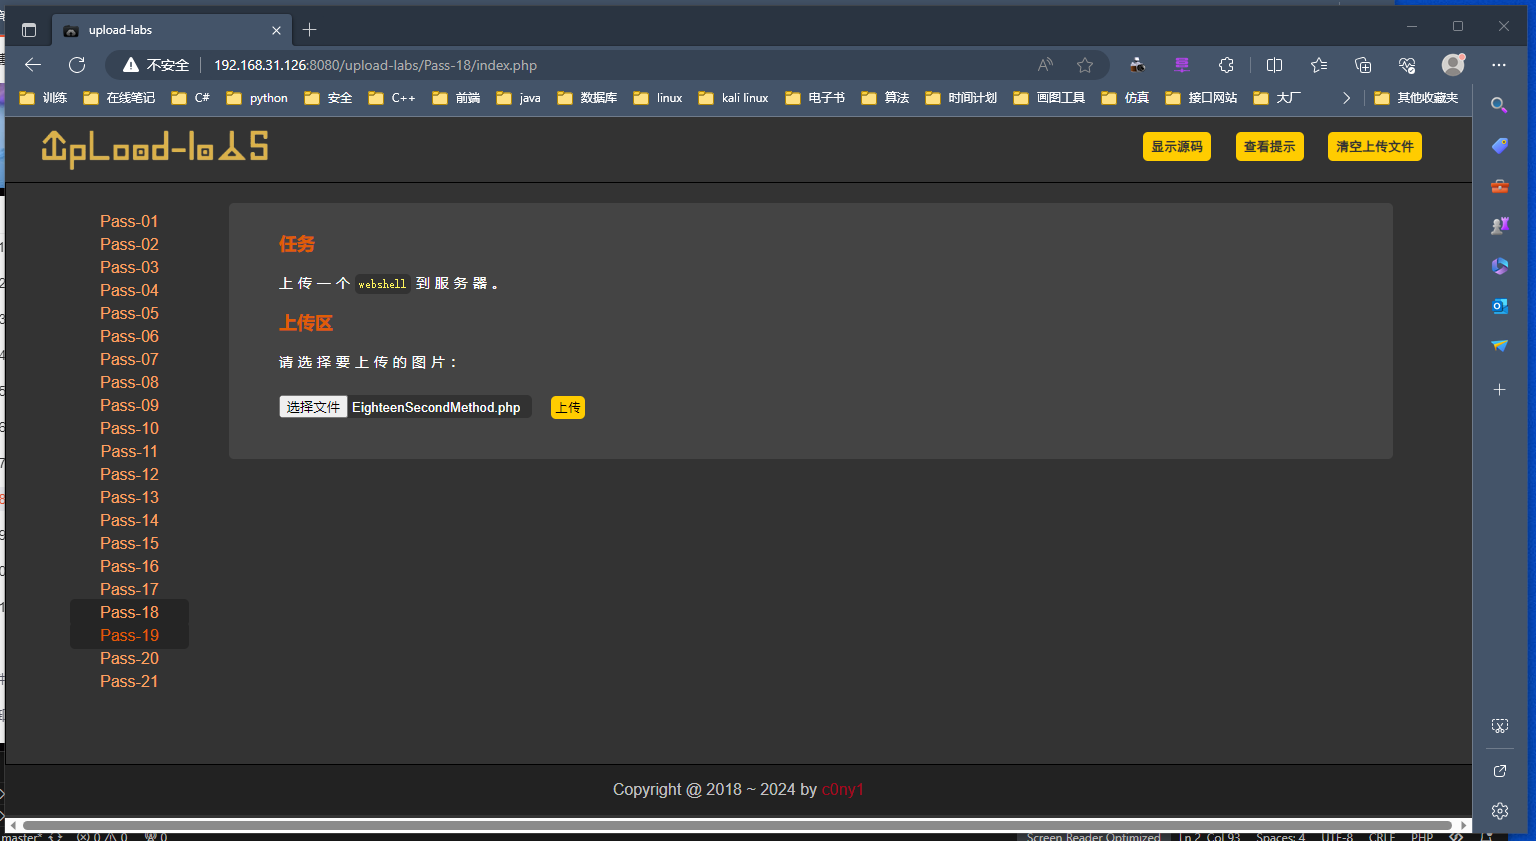 upload-labs
不安全 192.168.31.126:8080/upload-labs/Pass-18/index.php
训练 在线笔记 C# python 安全 C++ 前端 java 数据库 linux kali linux 电子书 算法 时间计划 画图工具 仿真 接口网站 大厂 其他收藏夹
UpLoad-labs 显示源码 查看提示 清空上传文件
Pass-01
Pass-02
Pass-03
Pass-04
Pass-05
Pass-06
Pass-07
Pass-08
Pass-09
Pass-10
Pass-11
Pass-12
Pass-13
Pass-14
Pass-15
Pass-16
Pass-17
Pass-18
Pass-19
Pass-20
Pass-21
任务
上传一个 webshell 到服务器。
上传区
请选择要上传的图片：
选择文件 EighteenSecondMethod.php 上传
Copyright @ 2018 ~ 2024 by c0ny1
master* 0 0 0 Screen Reader Optimized Ln 2, Col 93 Spaces: 4 UTF-8 CRLF PHP